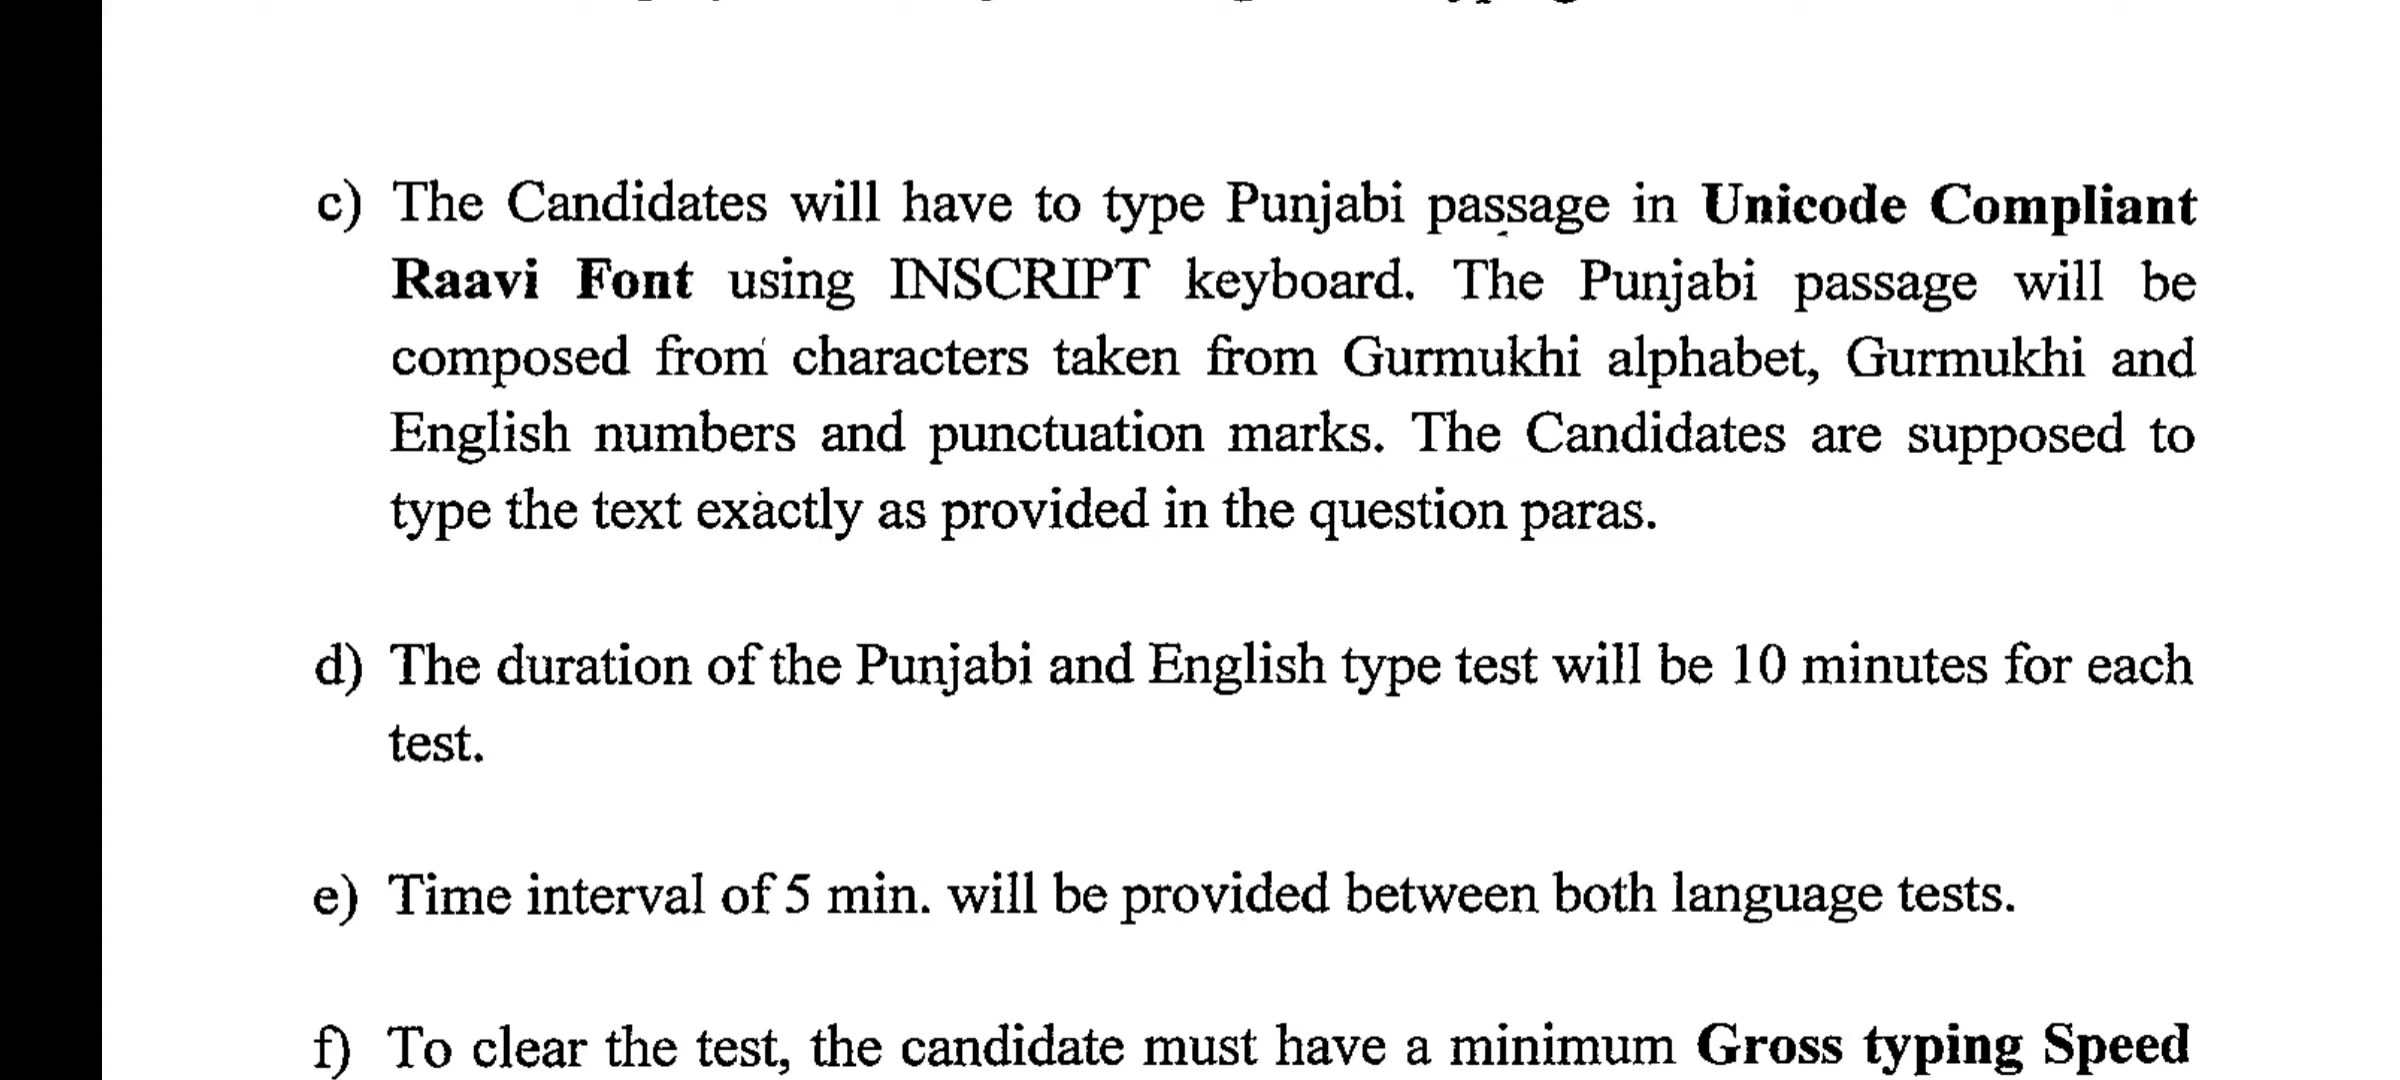 c) The Candidates will have to type Punjabi passage in Unicode Compliant
Raavi Font using INSCRIPT keyboard. The Punjabi passage will be
composed from characters taken from Gurmukhi alphabet, Gurmukhi and
English numbers and punctuation marks. The Candidates are supposed to
type the text exactly as provided in the question paras.
d) The duration of the Punjabi and English type test will be 10 minutes for each
test.
e) Time interval of 5 min. will be provided between both language tests.
f) To clear the test, the candidate must have a minimum Gross typing Speed